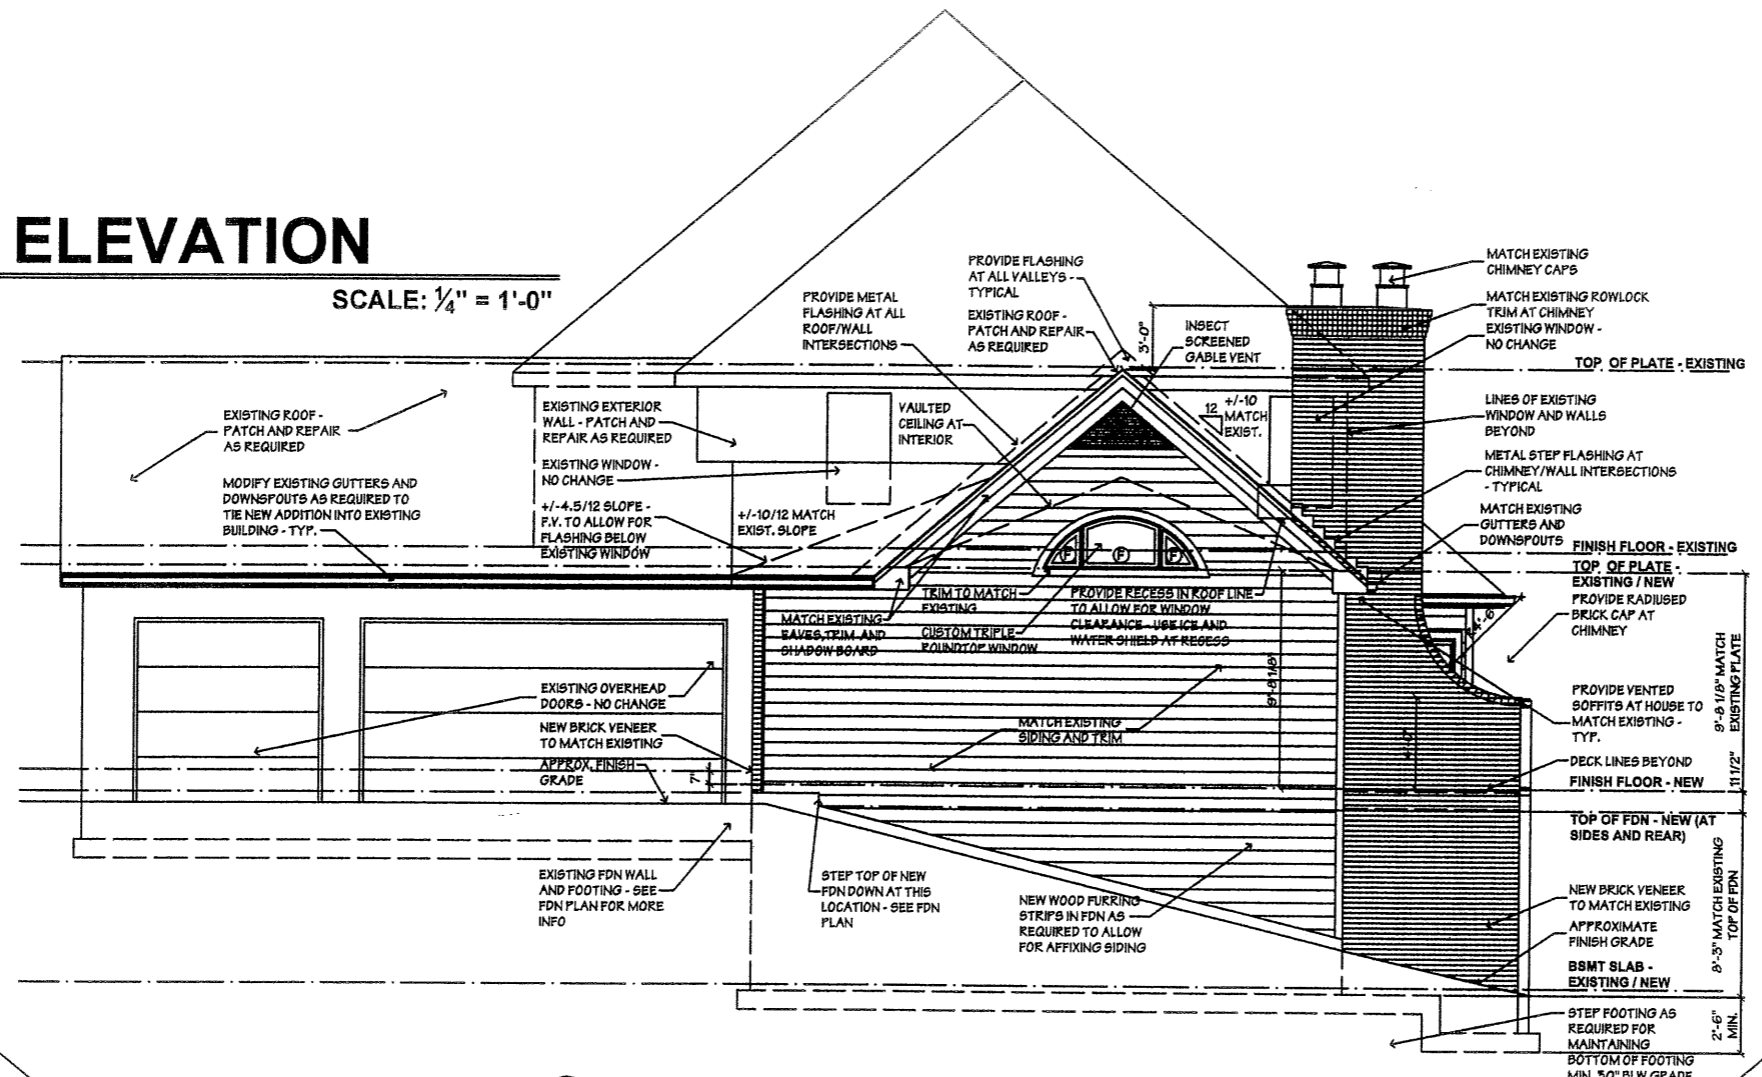 ELEVATION
SCALE: 1/4" = 1'-0"
EXISTING ROOF -
PATCH AND REPAIR
AS REQUIRED
MODIFY EXISTING GUTTERS AND
DOWNSPOUTS AS REQUIRED TO
TIE NEW ADDITION INTO EXISTING
BUILDING - TYP.
EXISTING EXTERIOR
WALL - PATCH AND
REPAIR AS REQUIRED
EXISTING WINDOW -
NO CHANGE
+/-4.5/12 SLOPE -
F.V. TO ALLOW FOR
FLASHING BELOW
EXISTING WINDOW
+/-10/12 MATCH
EXIST. SLOPE
PROVIDE METAL
FLASHING AT ALL
ROOF/WALL
INTERSECTIONS
VAULTED
CEILING AT
INTERIOR
PROVIDE FLASHING
AT ALL VALLEYS -
TYPICAL
EXISTING ROOF -
PATCH AND REPAIR
AS REQUIRED
3'-0"
INSECT
SCREENED
GABLE VENT
12
+/-10
MATCH
EXIST.
MATCH EXISTING
CHIMNEY CAPS
MATCH EXISTING ROWLOCK
TRIM AT CHIMNEY
EXISTING WINDOW -
NO CHANGE
TOP OF PLATE - EXISTING
LINES OF EXISTING
WINDOW AND WALLS
BEYOND
METAL STEP FLASHING AT
CHIMNEY/WALL INTERSECTIONS
- TYPICAL
MATCH EXISTING
GUTTERS AND
DOWNSPOUTS
FINISH FLOOR - EXISTING
TOP OF PLATE -
EXISTING / NEW
PROVIDE RADIUSED
BRICK CAP AT
CHIMNEY
F
F
F
MATCH EXISTING
EAVES, TRIM AND
SHADOW BOARD
TRIM TO MATCH
EXISTING
CUSTOM TRIPLE
ROUNDTOP WINDOW
PROVIDE RECESS IN ROOF LINE
TO ALLOW FOR WINDOW
CLEARANCE - USE ICE AND
WATER SHIELD AT RECESS
4'-6"
9'-8 1/8"
9'-8 1/8" MATCH
EXISTING PLATE
EXISTING OVERHEAD
DOORS - NO CHANGE
NEW BRICK VENEER
TO MATCH EXISTING
APPROX. FINISH
GRADE
7"
MATCH EXISTING
SIDING AND TRIM
PROVIDE VENTED
SOFFITS AT HOUSE TO
MATCH EXISTING -
TYP.
DECK LINES BEYOND
FINISH FLOOR - NEW
11 1/2"
TOP OF FDN - NEW (AT
SIDES AND REAR)
EXISTING FDN WALL
AND FOOTING - SEE
FDN PLAN FOR MORE
INFO
STEP TOP OF NEW
FDN DOWN AT THIS
LOCATION - SEE FDN
PLAN
NEW WOOD FURRING
STRIPS IN FDN AS
REQUIRED TO ALLOW
FOR AFFIXING SIDING
NEW BRICK VENEER
TO MATCH EXISTING
APPROXIMATE
FINISH GRADE
8'-3" MATCH EXISTING
TOP OF FDN
BSMT SLAB -
EXISTING / NEW
STEP FOOTING AS
REQUIRED FOR
MAINTAINING
BOTTOM OF FOOTING
MIN. 30" BLW GRADE
2'-6"
MIN.